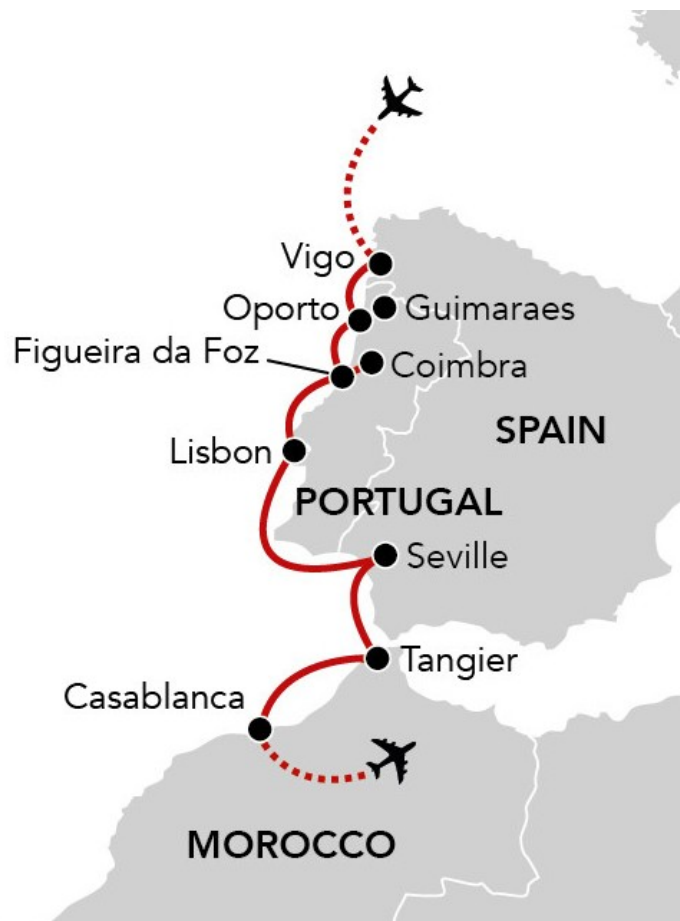 Vigo
Oporto
Guimaraes
Figueira da Foz
Coimbra
SPAIN
Lisbon
PORTUGAL
Seville
Tangier
Casablanca
MOROCCO